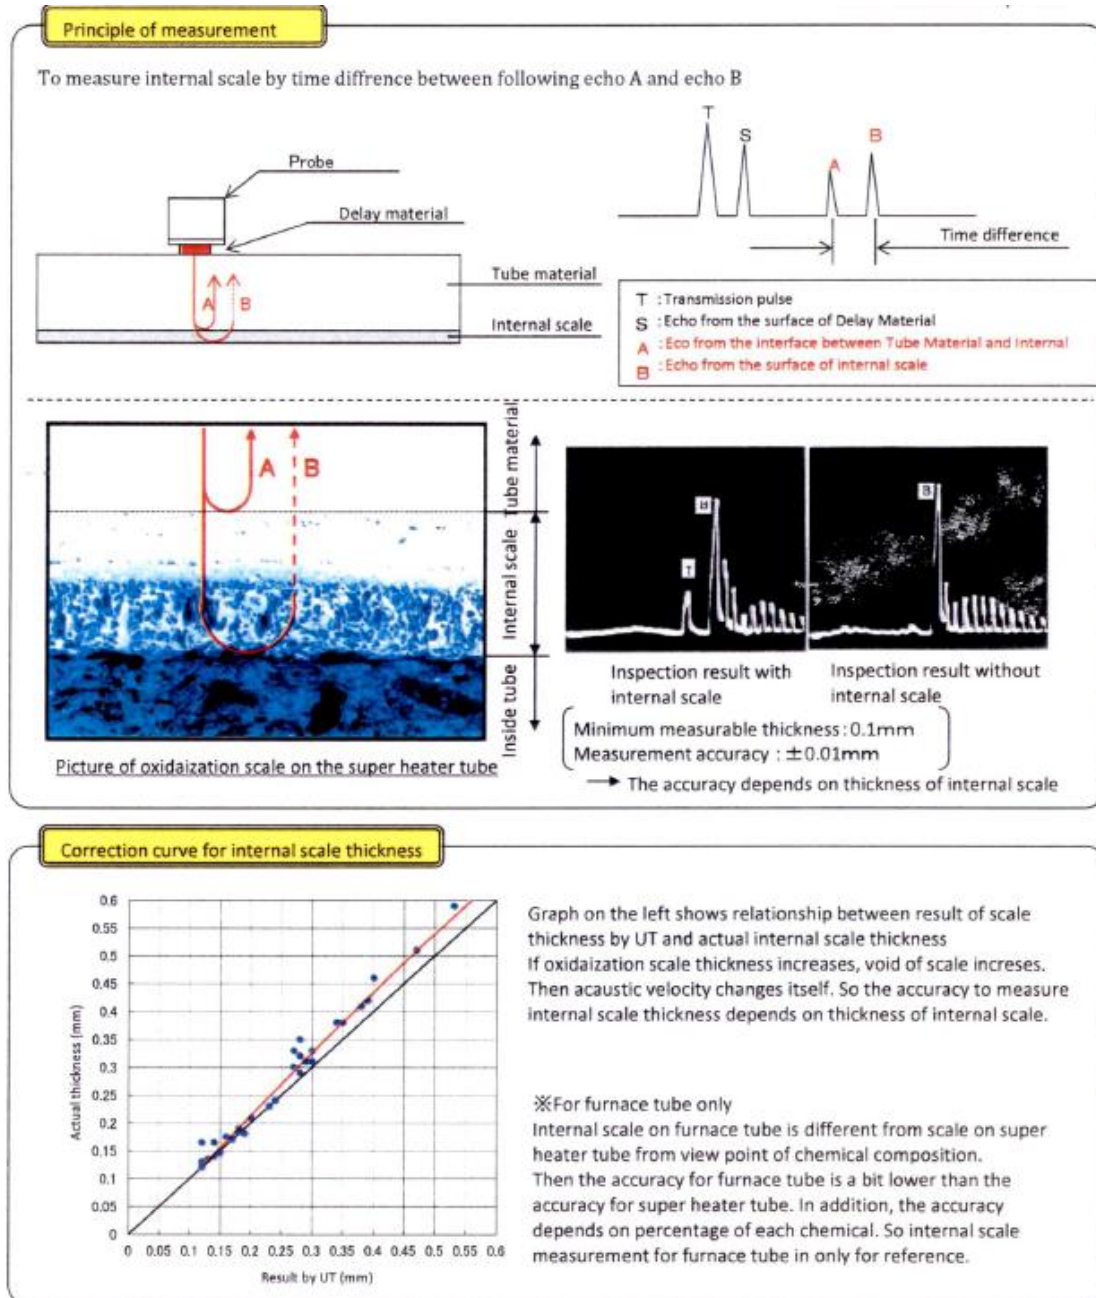 Principle of measurement
To measure internal scale by time diffrence between following echo A and echo B
Probe
Delay material
Tube material
Internal scale
A
B
T
S
A
B
Time difference
T : Transmission pulse
S : Echo from the surface of Delay Material
A : Eco from the interface between Tube Material and Internal
B : Echo from the surface of internal scale
A
B
Tube material
Internal scale
Inside tube
Picture of oxidaization scale on the super heater tube
T
B
B
Inspection result with
internal scale
Inspection result without
internal scale
Minimum measurable thickness : 0.1mm
Measurement accuracy : ±0.01mm
→ The accuracy depends on thickness of internal scale
Correction curve for internal scale thickness
Actual thickness (mm)
0.6
0.5
0.45
0.4
0.35
0.3
0.25
0.2
0.15
0.1
0.05
0
0 0.05 0.1 0.15 0.2 0.25 0.3 0.35 0.4 0.45 0.5 0.55 0.6
Result by UT (mm)
Graph on the left shows relationship between result of scale
thickness by UT and actual internal scale thickness
If oxidaization scale thickness increases, void of scale increses.
Then acaustic velocity changes itself. So the accuracy to measure
internal scale thickness depends on thickness of internal scale.
※For furnace tube only
Internal scale on furnace tube is different from scale on super
heater tube from view point of chemical composition.
Then the accuracy for furnace tube is a bit lower than the
accuracy for super heater tube. In addition, the accuracy
depends on percentage of each chemical. So internal scale
measurement for furnace tube in only for reference.